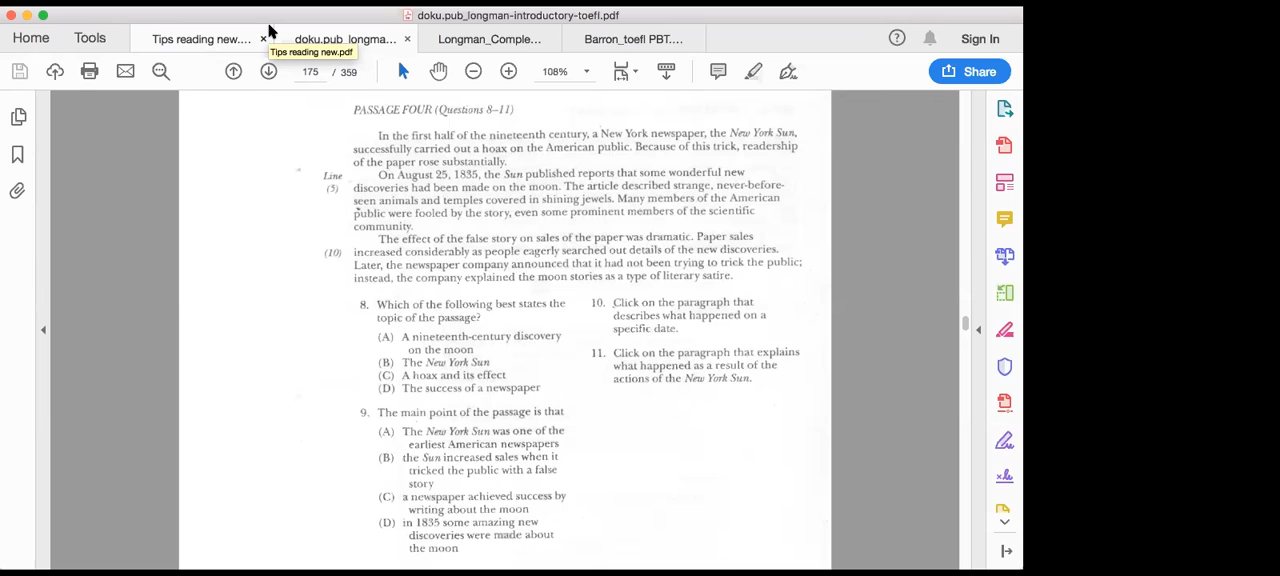 doku.pub_longman-introductory-toefl.pdf
Home Tools Tips reading new.... × doku.pub_longma... × Longman_Comple... Barron_toefl PBT.... Sign In
Tips reading new.pdf
175 / 359 108% Share
PASSAGE FOUR (Questions 8–11)
In the first half of the nineteenth century, a New York newspaper, the New York Sun,
successfully carried out a hoax on the American public. Because of this trick, readership
of the paper rose substantially.
Line On August 25, 1835, the Sun published reports that some wonderful new
(5) discoveries had been made on the moon. The article described strange, never-before-
seen animals and temples covered in shining jewels. Many members of the American
public were fooled by the story, even some prominent members of the scientific
community.
The effect of the false story on sales of the paper was dramatic. Paper sales
(10) increased considerably as people eagerly searched out details of the new discoveries.
Later, the newspaper company announced that it had not been trying to trick the public;
instead, the company explained the moon stories as a type of literary satire.
8. Which of the following best states the
topic of the passage?
(A) A nineteenth-century discovery
on the moon
(B) The New York Sun
(C) A hoax and its effect
(D) The success of a newspaper
9. The main point of the passage is that
(A) The New York Sun was one of the
earliest American newspapers
(B) the Sun increased sales when it
tricked the public with a false
story
(C) a newspaper achieved success by
writing about the moon
(D) in 1835 some amazing new
discoveries were made about
the moon
10. Click on the paragraph that
describes what happened on a
specific date.
11. Click on the paragraph that explains
what happened as a result of the
actions of the New York Sun.